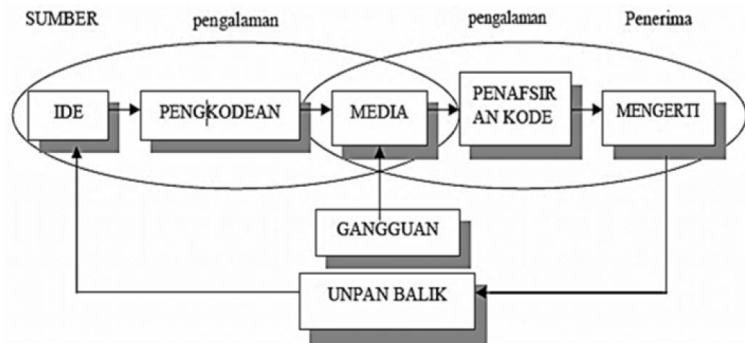 SUMBER pengalaman pengalaman Penerima
IDE PENGKODEAN MEDIA PENAFSIR
AN KODE MENGERTI
GANGGUAN
UNPAN BALIK